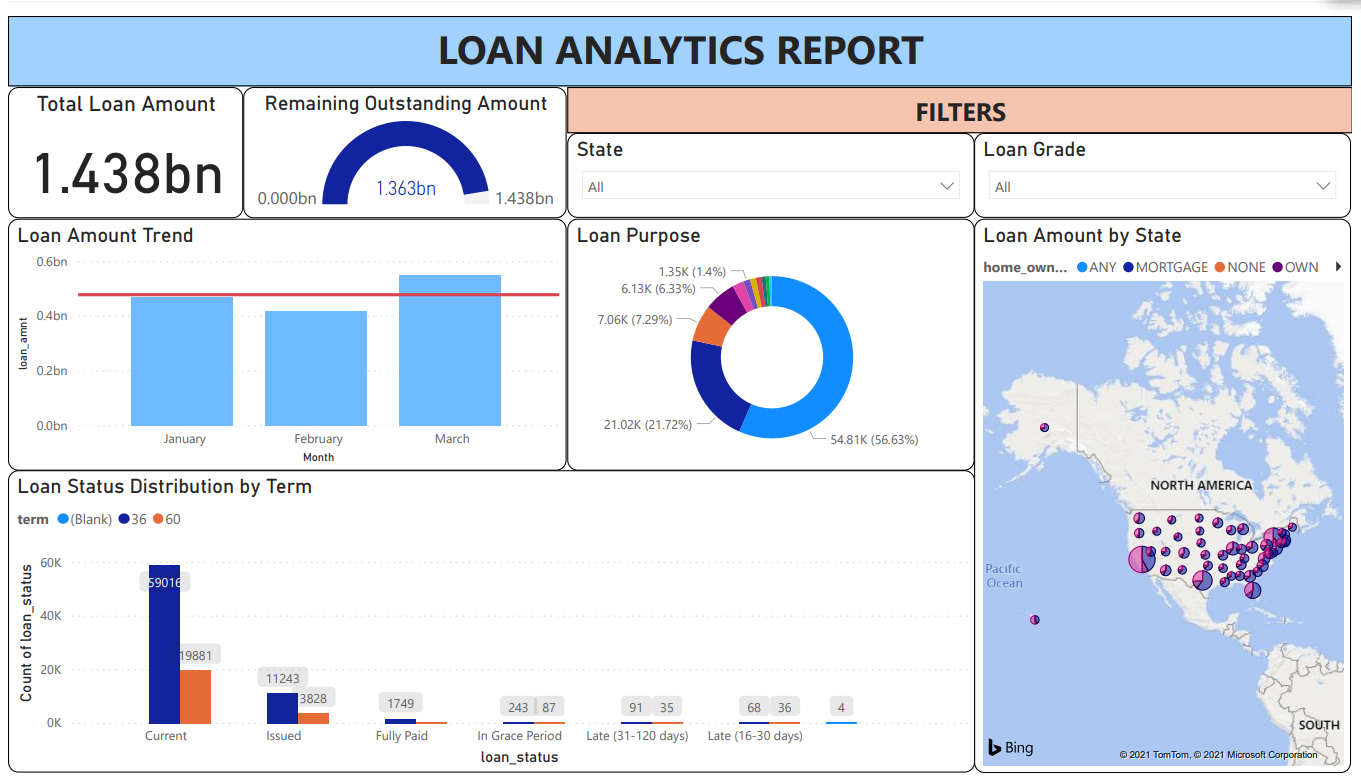 LOAN ANALYTICS REPORT
Total Loan Amount
1.438bn
Remaining Outstanding Amount
1.363bn
0.000bn
1.438bn
FILTERS
State
All
Loan Grade
All
Loan Amount Trend
0.6bn
0.4bn
0.2bn
0.0bn
loan_amnt
January February March
Month
Loan Purpose
1.35K (1.4%)
6.13K (6.33%)
7.06K (7.29%)
21.02K (21.72%)
54.81K (56.63%)
Loan Amount by State
home_own... ANY MORTGAGE NONE OWN
NORTH AMERICA
Pacific
Ocean
SOUTH
Bing
© 2021 TomTom, © 2021 Microsoft Corporation
Loan Status Distribution by Term
term (Blank) 36 60
Count of loan_status
60K
40K
20K
0K
59016
19881
11243
3828
1749
243 87
91 35
68 36
4
Current Issued Fully Paid In Grace Period Late (31-120 days) Late (16-30 days)
loan_status